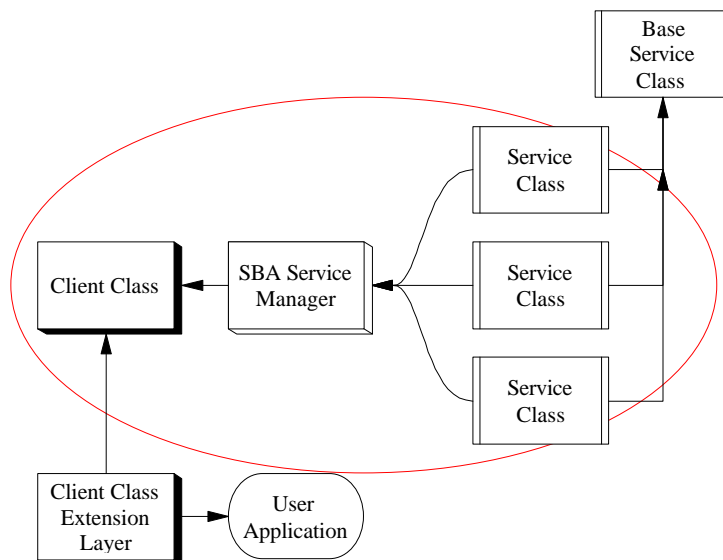 Base
Service
Class
Service
Class
Client Class
SBA Service
Manager
Service
Class
Service
Class
Client Class
Extension
Layer
User
Application